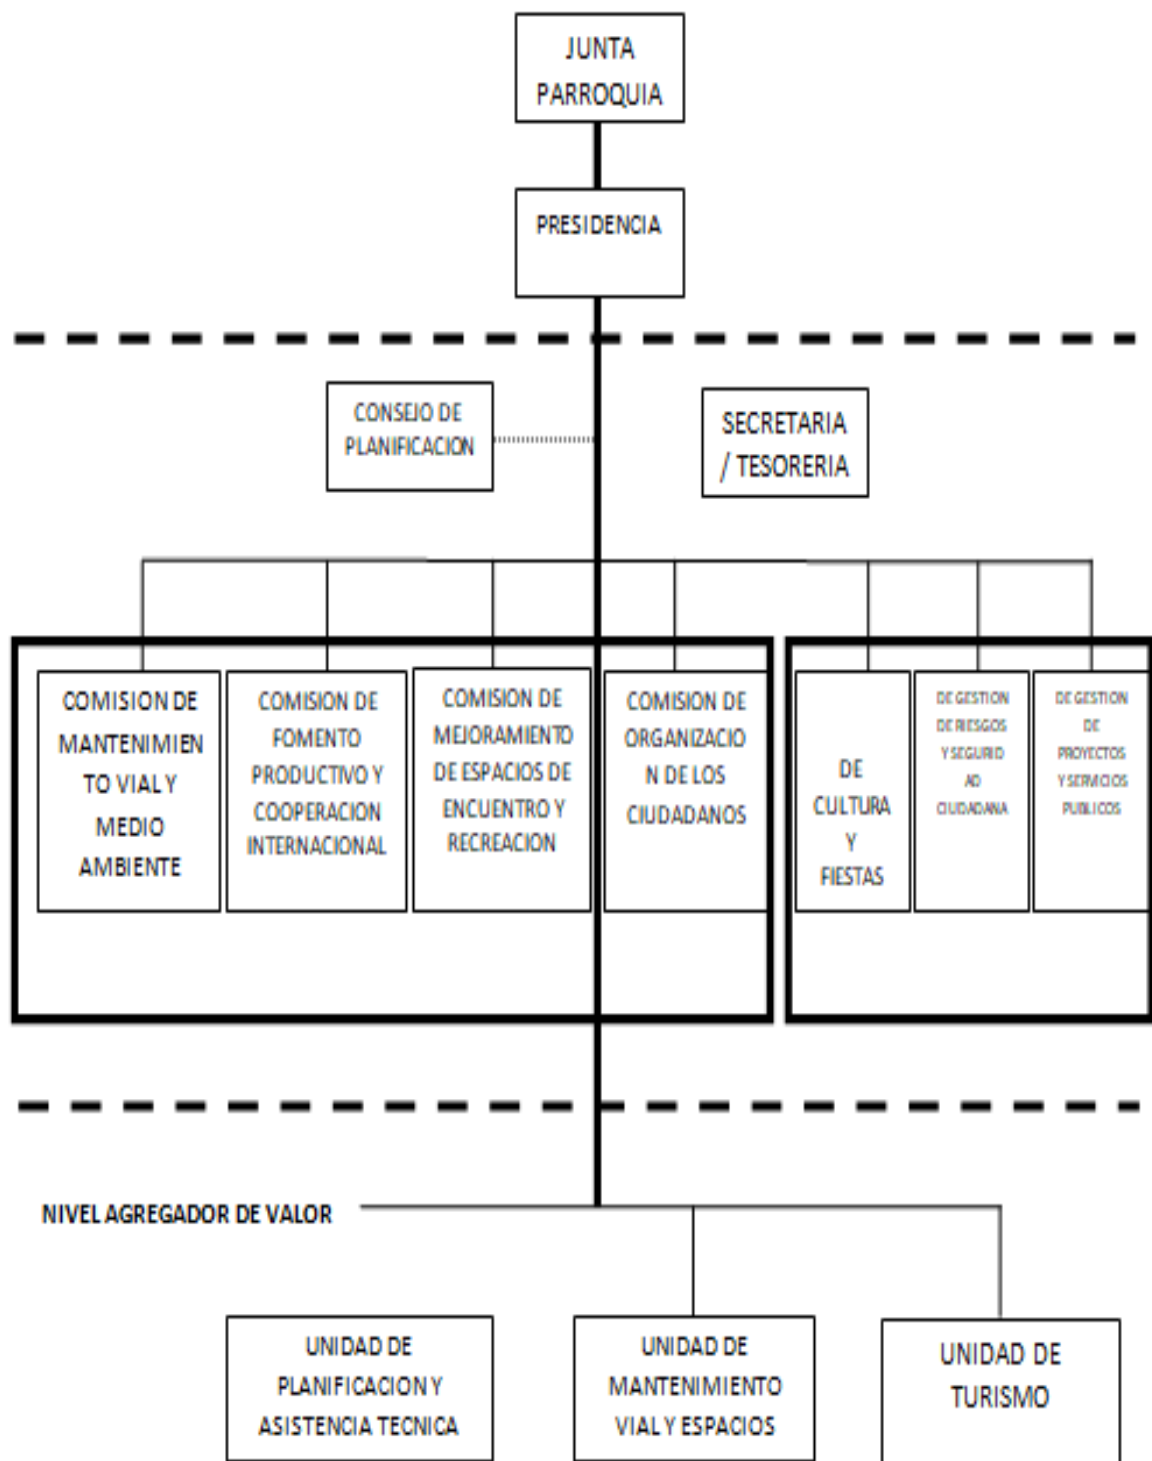 JUNTA
PARROQUIA
PRESIDENCIA
CONSEJO DE
PLANIFICACION
SECRETARIA
/ TESORERIA
COMISION DE
MANTENIMIEN
TO VIAL Y
MEDIO
AMBIENTE
COMISION DE
FOMENTO
PRODUCTIVO Y
COOPERACION
INTERNACIONAL
COMISION DE
MEJORAMIENTO
DE ESPACIOS DE
ENCUENTRO Y
RECREACION
COMISION DE
ORGANIZACIO
N DE LOS
CIUDADANOS
DE
CULTURA
Y
FIESTAS
DE GESTION
DE RIESGOS
Y SEGURID
AD
CIUDADANA
DE GESTION
DE
PROYECTOS
Y SERVICIOS
PUBLICOS
NIVEL AGREGADOR DE VALOR
UNIDAD DE
PLANIFICACION Y
ASISTENCIA TECNICA
UNIDAD DE
MANTENIMIENTO
VIAL Y ESPACIOS
UNIDAD DE
TURISMO